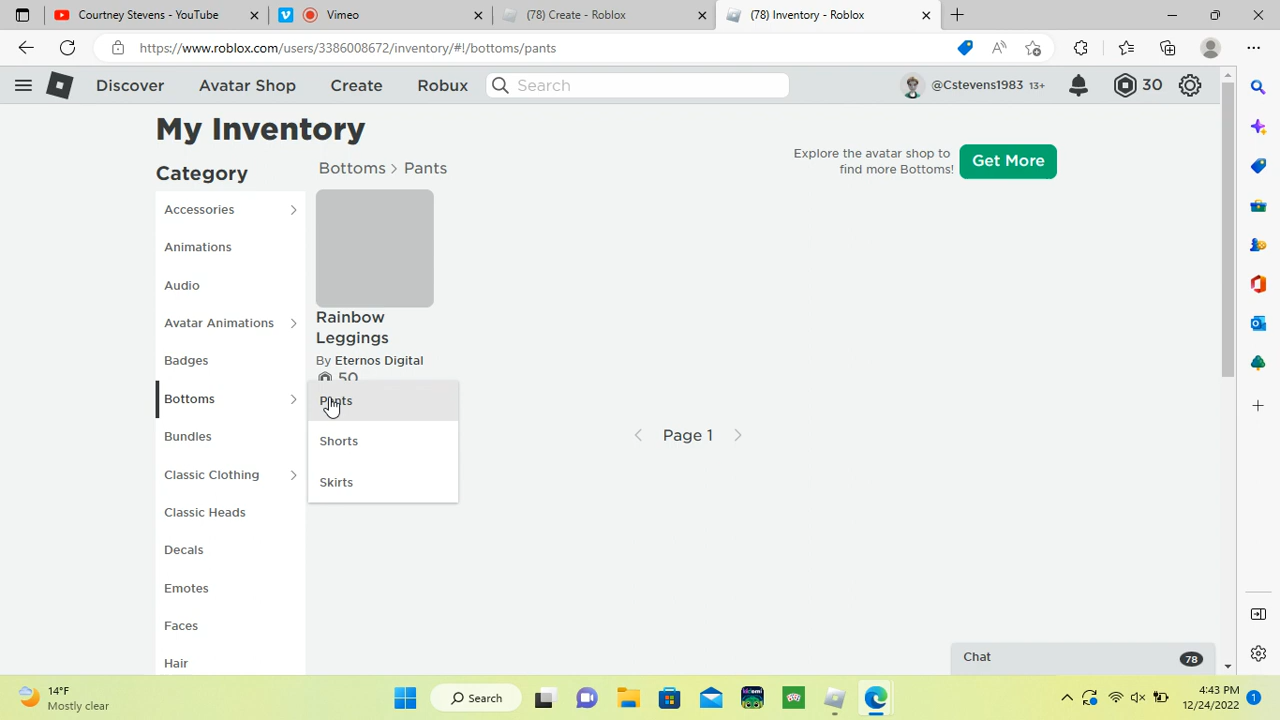 Courtney Stevens - YouTube
Vimeo
(78) Create - Roblox
(78) Inventory - Roblox
https://www.roblox.com/users/3386008672/inventory/#!/bottoms/pants
Discover
Avatar Shop
Create
Robux
Search
@Cstevens1983 13+
30
My Inventory
Category
Bottoms > Pants
Explore the avatar shop to
find more Bottoms!
Get More
Accessories
Animations
Audio
Avatar Animations
Badges
Bottoms
Bundles
Classic Clothing
Classic Heads
Decals
Emotes
Faces
Hair
Rainbow
Leggings
By Eternos Digital
50
Pants
Shorts
Skirts
Page 1
Chat
78
14°F
Mostly clear
Search
4:43 PM
12/24/2022
1